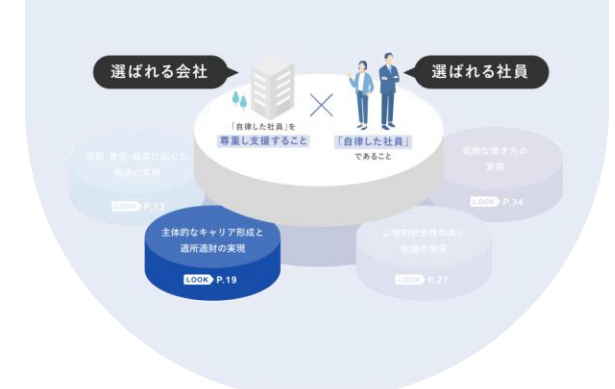 選ばれる会社
選ばれる社員
「自律した社員」を
尊重し支援すること
「自律した社員」
であること
役割・責任・成果に応じた
処遇の実現
LOOK P.13
柔軟な働き方の
実現
LOOK P.34
主体的なキャリア形成と
適所適財の実現
LOOK P.19
心理的安全性の高い
組織の実現
LOOK P.27